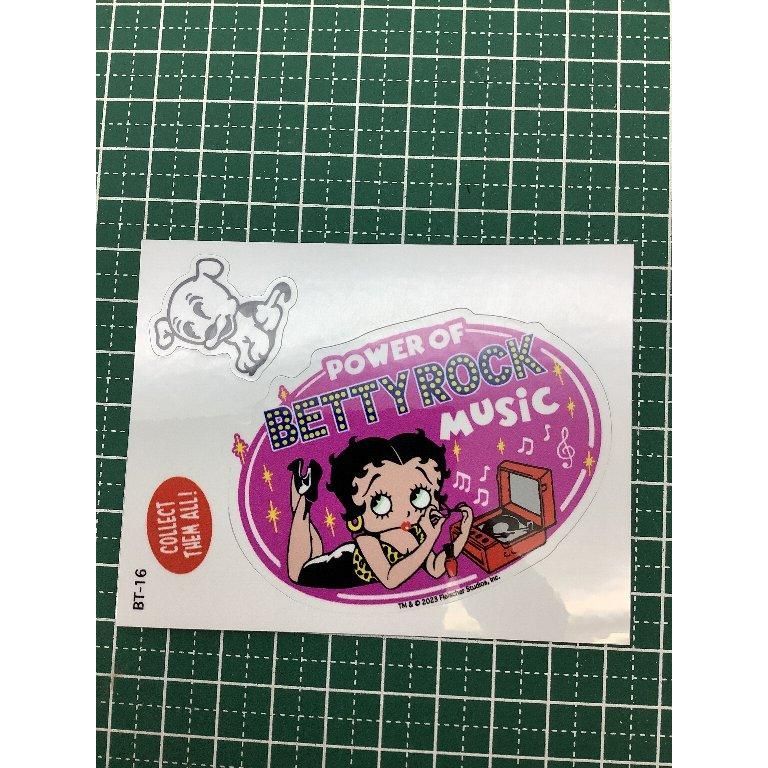 POWER OF
BETTY ROCK
MUSiC
COLLECT
THEM ALL!
BT-16
TM & © 2023 Fleischer Studios, Inc.